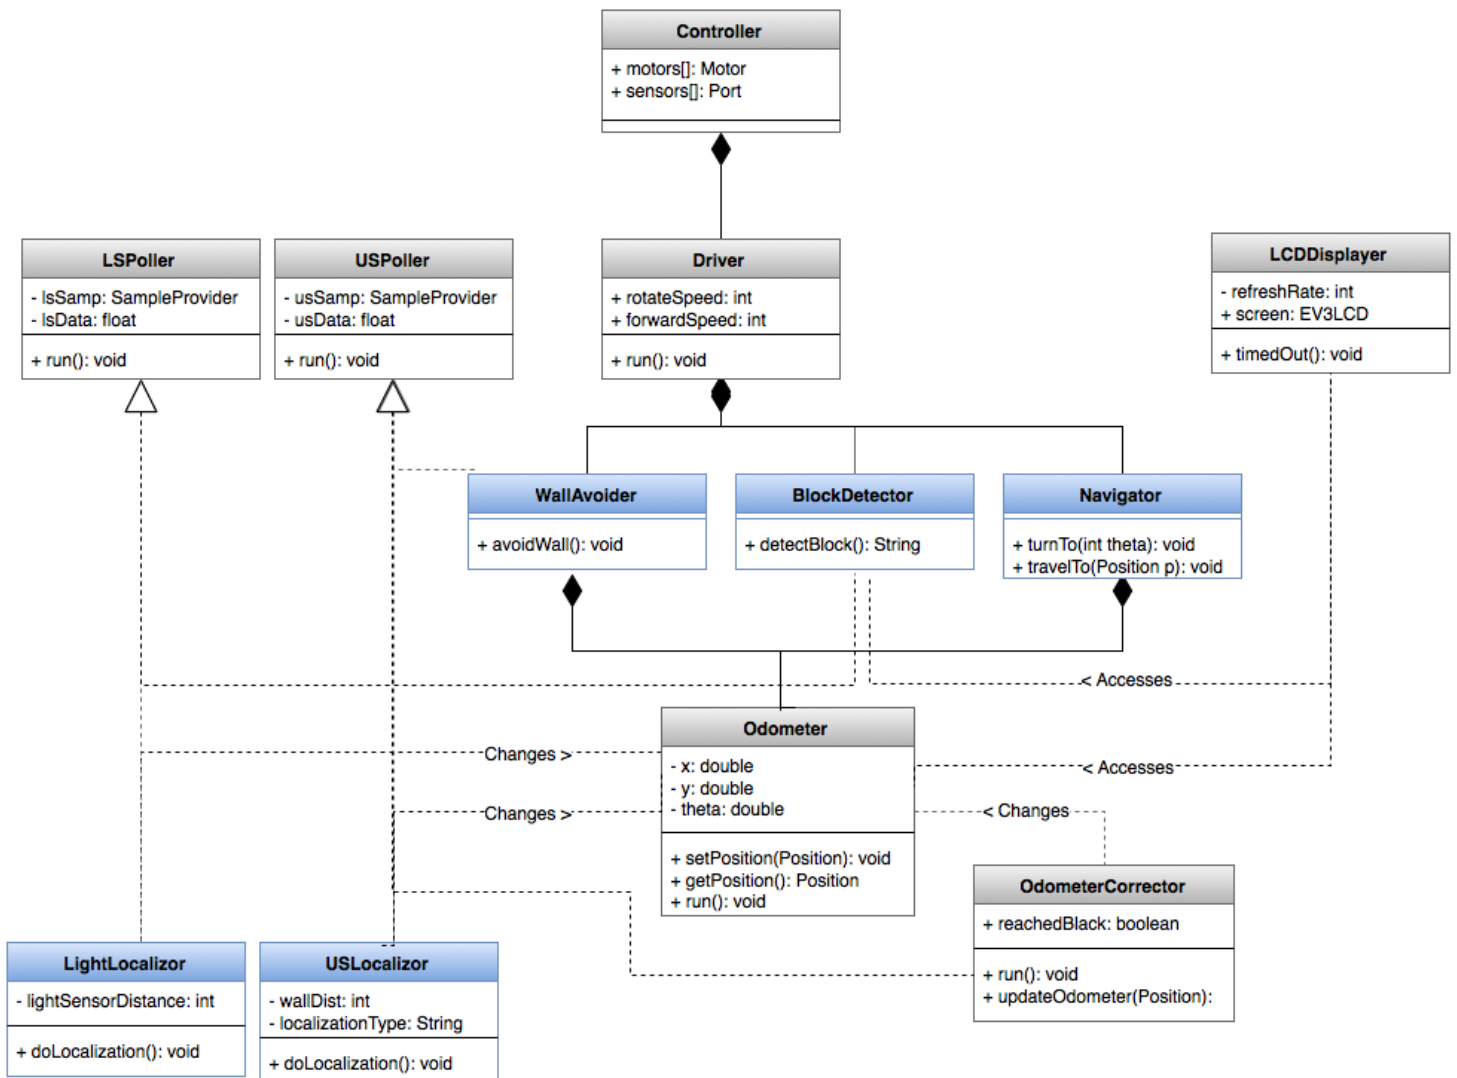 Controller
+ motors[]: Motor
+ sensors[]: Port
LSPoller
- lsSamp: SampleProvider
- lsData: float
+ run(): void
USPoller
- usSamp: SampleProvider
- usData: float
+ run(): void
Driver
+ rotateSpeed: int
+ forwardSpeed: int
+ run(): void
LCDDisplayer
- refreshRate: int
+ screen: EV3LCD
+ timedOut(): void
WallAvoider
+ avoidWall(): void
BlockDetector
+ detectBlock(): String
Navigator
+ turnTo(int theta): void
+ travelTo(Position p): void
< Accesses
Changes >
< Accesses
Changes >
< Changes
Odometer
- x: double
- y: double
- theta: double
+ setPosition(Position): void
+ getPosition(): Position
+ run(): void
OdometerCorrector
+ reachedBlack: boolean
+ run(): void
+ updateOdometer(Position):
LightLocalizor
- lightSensorDistance: int
+ doLocalization(): void
USLocalizor
- wallDist: int
- localizationType: String
+ doLocalization(): void